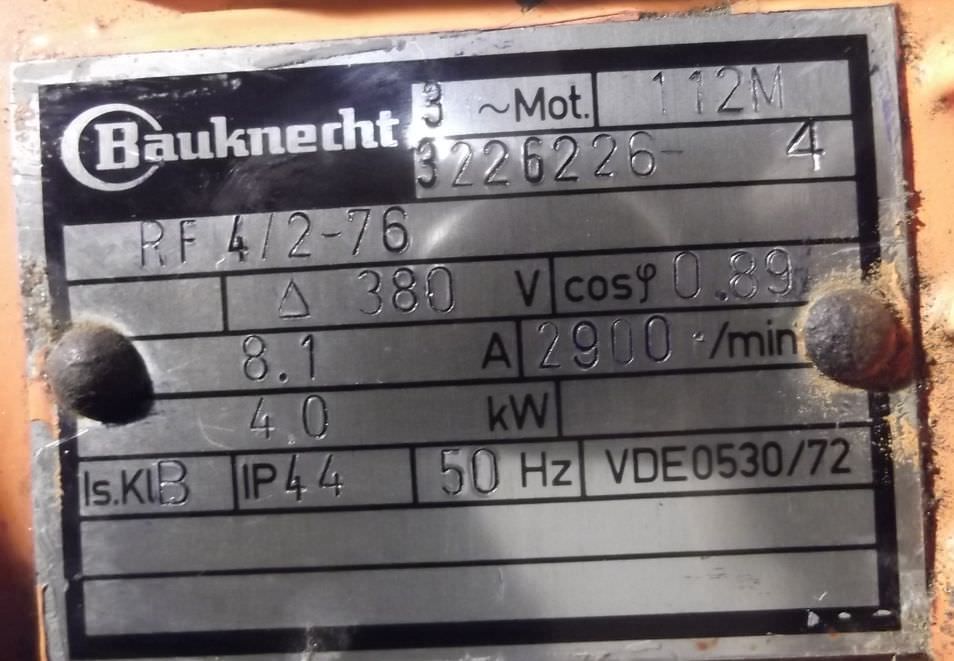 Bauknecht 3 ~Mot. 112M
3226226- 4
RF 4/2-76
Δ 380 V cosφ 0.89
8.1 A 2900 /min
4.0 kW
Is.Kl.B IP44 50 Hz VDE0530/72